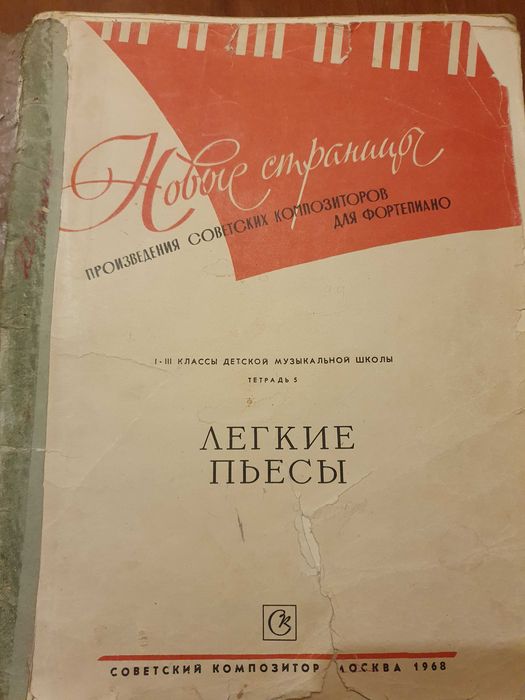 Новые страницы
ПРОИЗВЕДЕНИЯ СОВЕТСКИХ КОМПОЗИТОРОВ
ДЛЯ ФОРТЕПИАНО
I-III КЛАССЫ ДЕТСКОЙ МУЗЫКАЛЬНОЙ ШКОЛЫ
ТЕТРАДЬ 5
ЛЕГКИЕ
ПЬЕСЫ
СК
СОВЕТСКИЙ КОМПОЗИТОР МОСКВА 1968